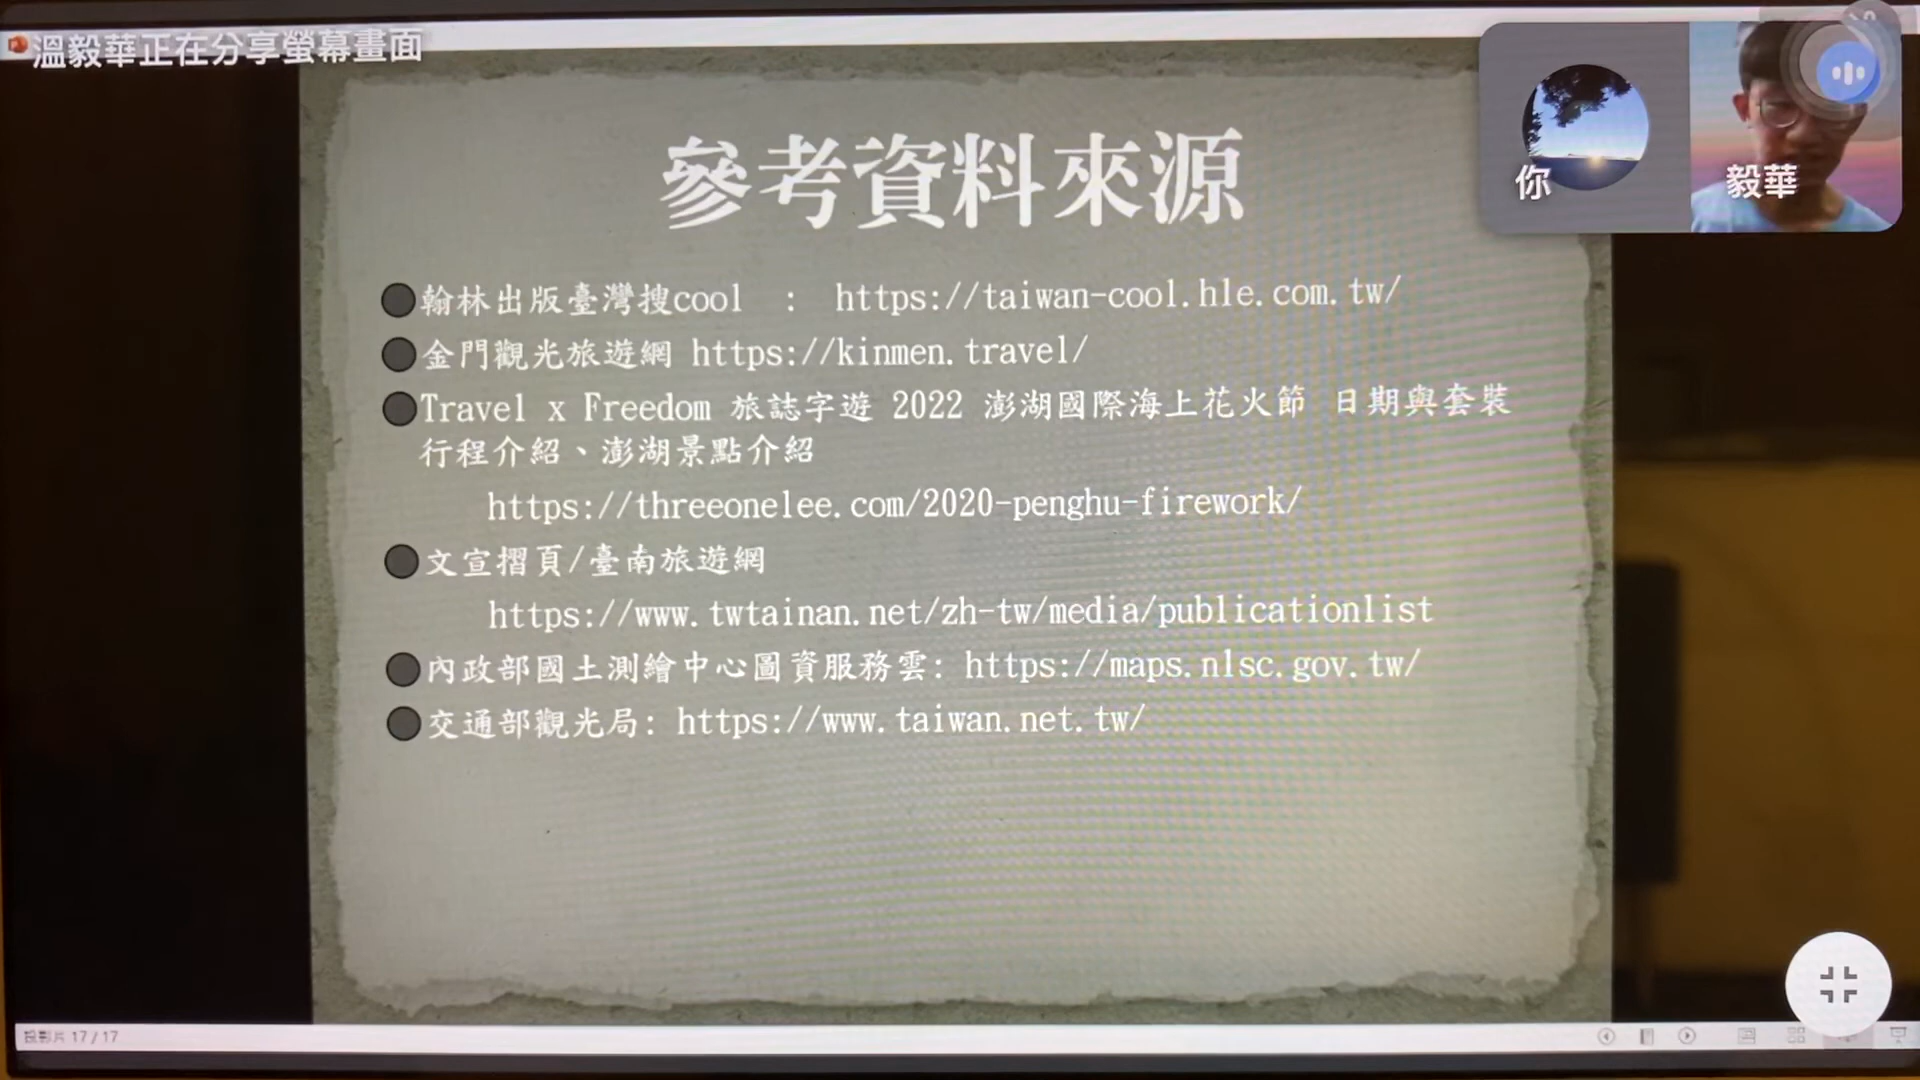 溫毅華正在分享螢幕畫面
你
毅華
參考資料來源
翰林出版臺灣搜cool : https://taiwan-cool.hle.com.tw/
金門觀光旅遊網 https://kinmen.travel/
Travel x Freedom 旅誌字遊 2022 澎湖國際海上花火節 日期與套裝
行程介紹、澎湖景點介紹
https://threeonelee.com/2020-penghu-firework/
文宣摺頁/臺南旅遊網
https://www.twtainan.net/zh-tw/media/publicationlist
內政部國土測繪中心圖資服務雲: https://maps.nlsc.gov.tw/
交通部觀光局: https://www.taiwan.net.tw/
投影片 17 / 17